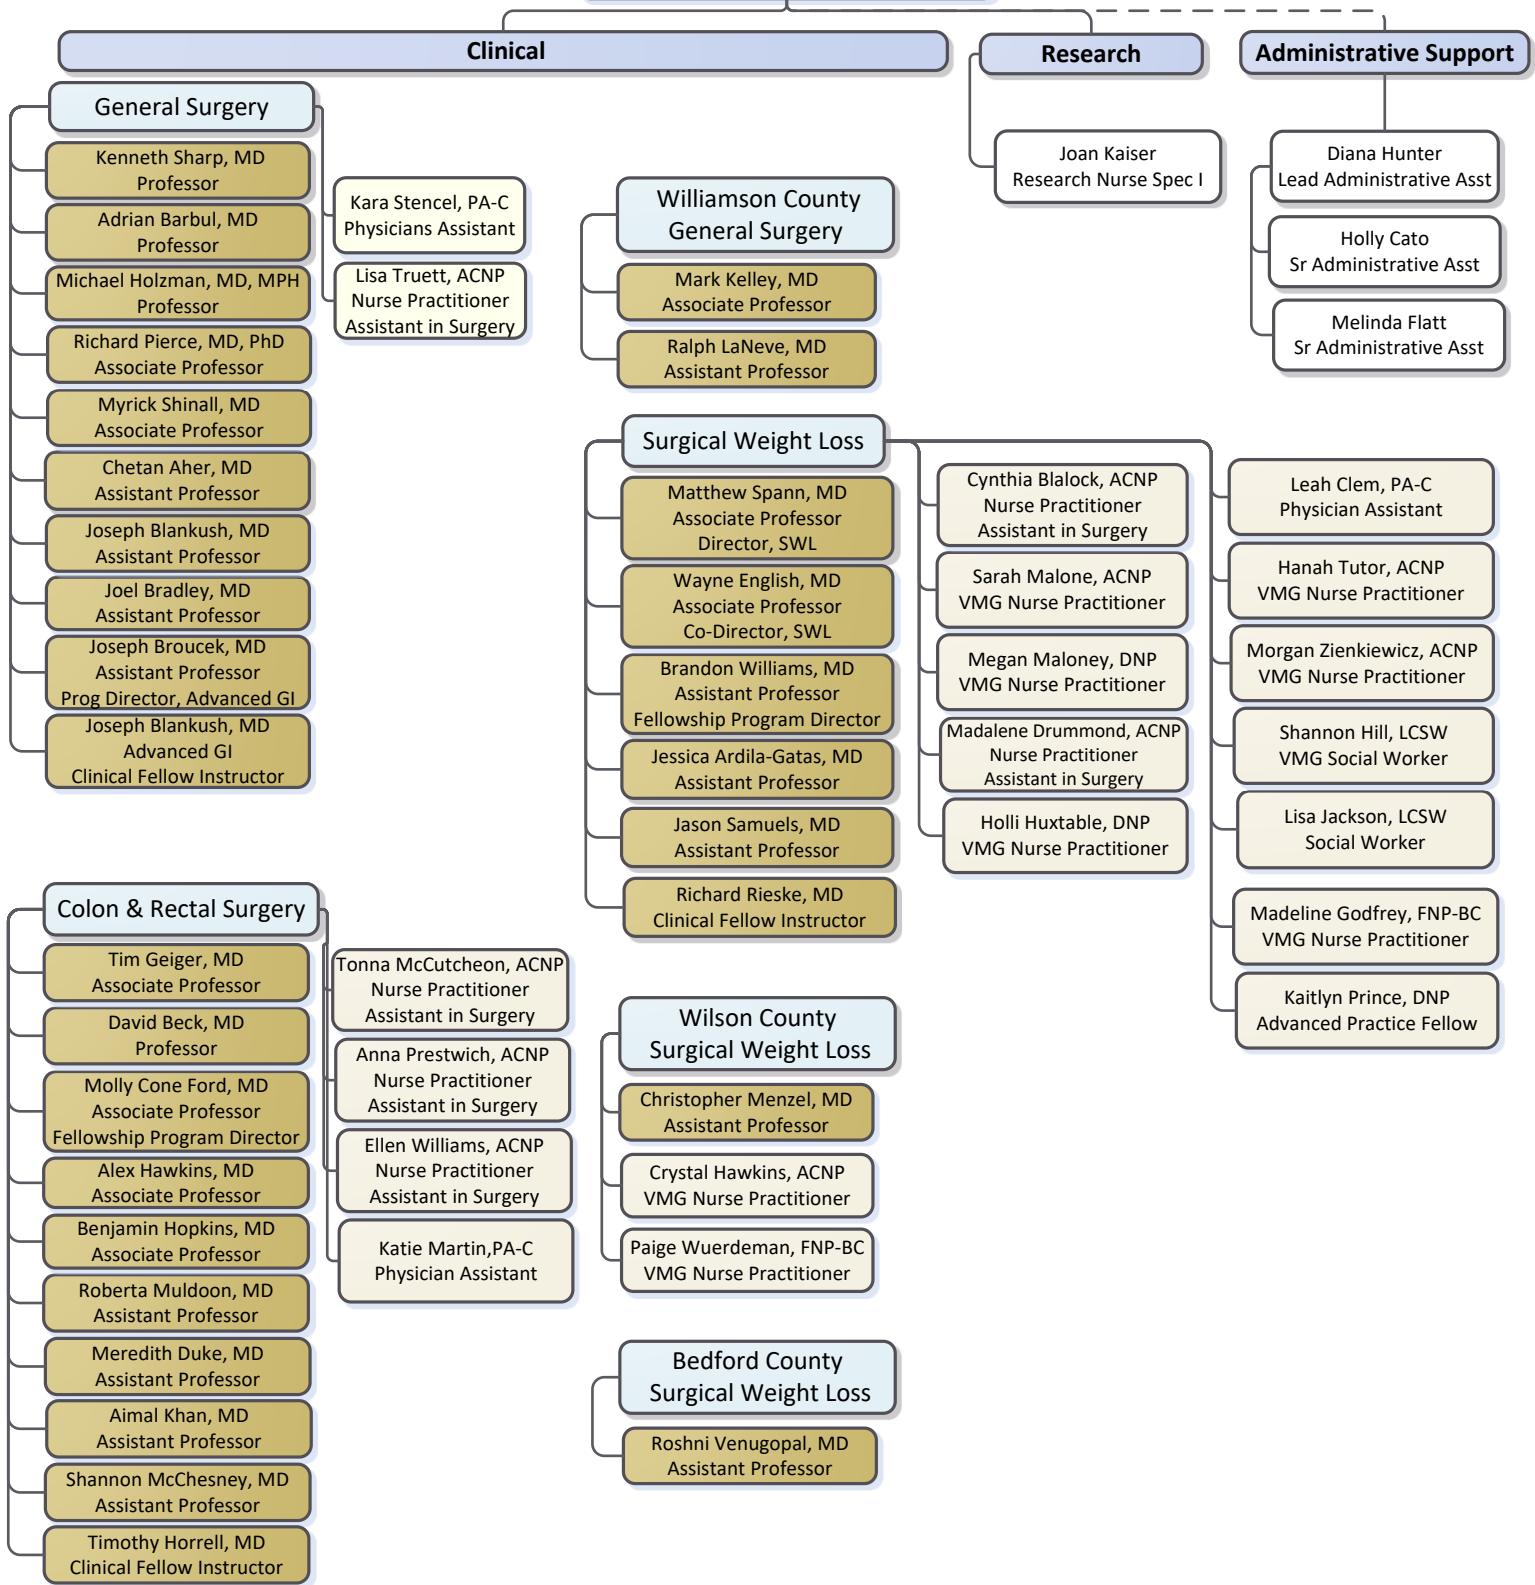 Clinical
Research
Administrative Support
General Surgery
Kenneth Sharp, MD
Professor
Adrian Barbul, MD
Professor
Michael Holzman, MD, MPH
Professor
Richard Pierce, MD, PhD
Associate Professor
Myrick Shinall, MD
Associate Professor
Chetan Aher, MD
Assistant Professor
Joseph Blankush, MD
Assistant Professor
Joel Bradley, MD
Assistant Professor
Joseph Broucek, MD
Assistant Professor
Prog Director, Advanced GI
Joseph Blankush, MD
Advanced GI
Clinical Fellow Instructor
Kara Stencel, PA-C
Physicians Assistant
Lisa Truett, ACNP
Nurse Practitioner
Assistant in Surgery
Colon & Rectal Surgery
Tim Geiger, MD
Associate Professor
David Beck, MD
Professor
Molly Cone Ford, MD
Associate Professor
Fellowship Program Director
Alex Hawkins, MD
Associate Professor
Benjamin Hopkins, MD
Associate Professor
Roberta Muldoon, MD
Assistant Professor
Meredith Duke, MD
Assistant Professor
Aimal Khan, MD
Assistant Professor
Shannon McChesney, MD
Assistant Professor
Timothy Horrell, MD
Clinical Fellow Instructor
Tonna McCutcheon, ACNP
Nurse Practitioner
Assistant in Surgery
Anna Prestwich, ACNP
Nurse Practitioner
Assistant in Surgery
Ellen Williams, ACNP
Nurse Practitioner
Assistant in Surgery
Katie Martin,PA-C
Physician Assistant
Williamson County
General Surgery
Mark Kelley, MD
Associate Professor
Ralph LaNeve, MD
Assistant Professor
Surgical Weight Loss
Matthew Spann, MD
Associate Professor
Director, SWL
Wayne English, MD
Associate Professor
Co-Director, SWL
Brandon Williams, MD
Assistant Professor
Fellowship Program Director
Jessica Ardila-Gatas, MD
Assistant Professor
Jason Samuels, MD
Assistant Professor
Richard Rieske, MD
Clinical Fellow Instructor
Cynthia Blalock, ACNP
Nurse Practitioner
Assistant in Surgery
Sarah Malone, ACNP
VMG Nurse Practitioner
Megan Maloney, DNP
VMG Nurse Practitioner
Madalene Drummond, ACNP
Nurse Practitioner
Assistant in Surgery
Holli Huxtable, DNP
VMG Nurse Practitioner
Leah Clem, PA-C
Physician Assistant
Hanah Tutor, ACNP
VMG Nurse Practitioner
Morgan Zienkiewicz, ACNP
VMG Nurse Practitioner
Shannon Hill, LCSW
VMG Social Worker
Lisa Jackson, LCSW
Social Worker
Madeline Godfrey, FNP-BC
VMG Nurse Practitioner
Kaitlyn Prince, DNP
Advanced Practice Fellow
Wilson County
Surgical Weight Loss
Christopher Menzel, MD
Assistant Professor
Crystal Hawkins, ACNP
VMG Nurse Practitioner
Paige Wuerdeman, FNP-BC
VMG Nurse Practitioner
Bedford County
Surgical Weight Loss
Roshni Venugopal, MD
Assistant Professor
Joan Kaiser
Research Nurse Spec I
Diana Hunter
Lead Administrative Asst
Holly Cato
Sr Administrative Asst
Melinda Flatt
Sr Administrative Asst